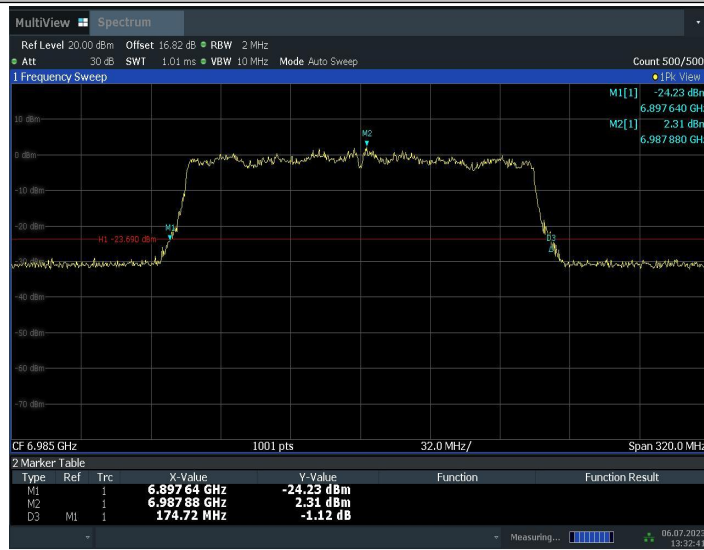 MultiView Spectrum
Ref Level 20.00 dBm Offset 16.82 dB RBW 2 MHz
Att 30 dB SWT 1.01 ms VBW 10 MHz Mode Auto Sweep Count 500/500
1 Frequency Sweep 1Pk View
M1[1] -24.23 dBm
6.897 640 GHz
M2[1] 2.31 dBm
6.987 880 GHz
10 dBm
M2
0 dBm
-10 dBm
-20 dBm
M1
H1 -23.690 dBm
D3
-30 dBm
-40 dBm
-50 dBm
-60 dBm
-70 dBm
CF 6.985 GHz 1001 pts 32.0 MHz/ Span 320.0 MHz
2 Marker Table
Type Ref Trc X-Value Y-Value Function Function Result
M1 1 6.897 64 GHz -24.23 dBm
M2 1 6.987 88 GHz 2.31 dBm
D3 M1 1 174.72 MHz -1.12 dB
Measuring... 06.07.2023
13:32:41